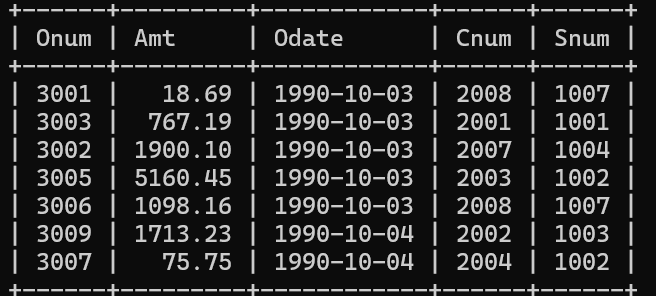 +------+---------+------------+------+------+
| Onum | Amt     | Odate      | Cnum | Snum |
+------+---------+------------+------+------+
| 3001 |   18.69 | 1990-10-03 | 2008 | 1007 |
| 3003 |  767.19 | 1990-10-03 | 2001 | 1001 |
| 3002 | 1900.10 | 1990-10-03 | 2007 | 1004 |
| 3005 | 5160.45 | 1990-10-03 | 2003 | 1002 |
| 3006 | 1098.16 | 1990-10-03 | 2008 | 1007 |
| 3009 | 1713.23 | 1990-10-04 | 2002 | 1003 |
| 3007 |   75.75 | 1990-10-04 | 2004 | 1002 |
+------+---------+------------+------+------+